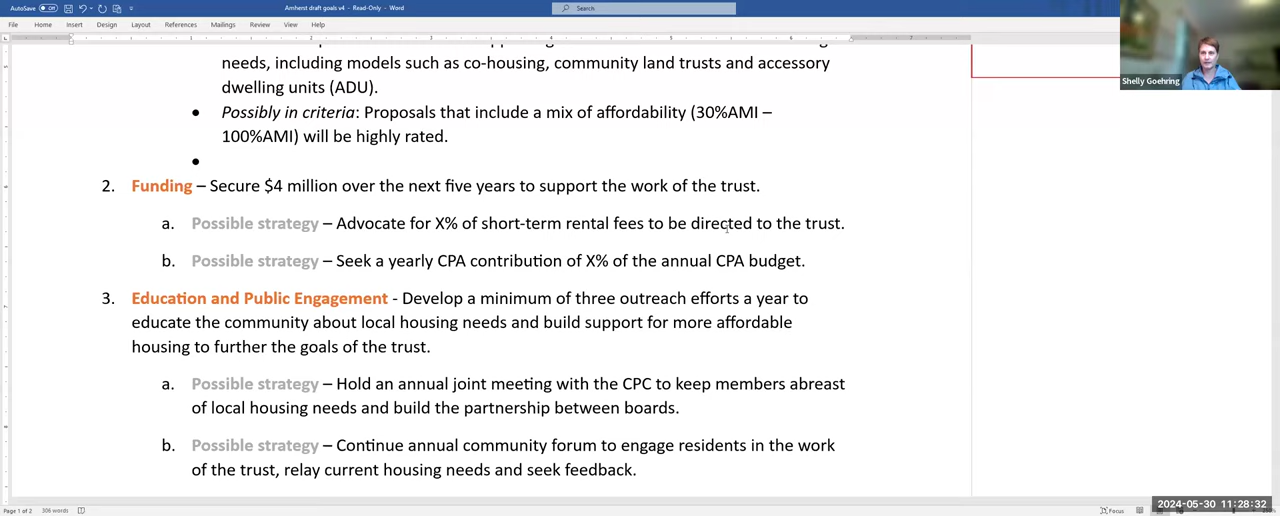 AutoSave Off
Amherst draft goals v4 - Read-Only - Word
Search
File Home Insert Design Layout References Mailings Review View Help
Shelly Goehring
needs, including models such as co-housing, community land trusts and accessory
dwelling units (ADU).
• Possibly in criteria: Proposals that include a mix of affordability (30%AMI –
100%AMI) will be highly rated.
•
2. Funding – Secure $4 million over the next five years to support the work of the trust.
a. Possible strategy – Advocate for X% of short-term rental fees to be directed to the trust.
b. Possible strategy – Seek a yearly CPA contribution of X% of the annual CPA budget.
3. Education and Public Engagement - Develop a minimum of three outreach efforts a year to
educate the community about local housing needs and build support for more affordable
housing to further the goals of the trust.
a. Possible strategy – Hold an annual joint meeting with the CPC to keep members abreast
of local housing needs and build the partnership between boards.
b. Possible strategy – Continue annual community forum to engage residents in the work
of the trust, relay current housing needs and seek feedback.
Page 1 of 2 306 words
Focus
2024-05-30 11:28:32